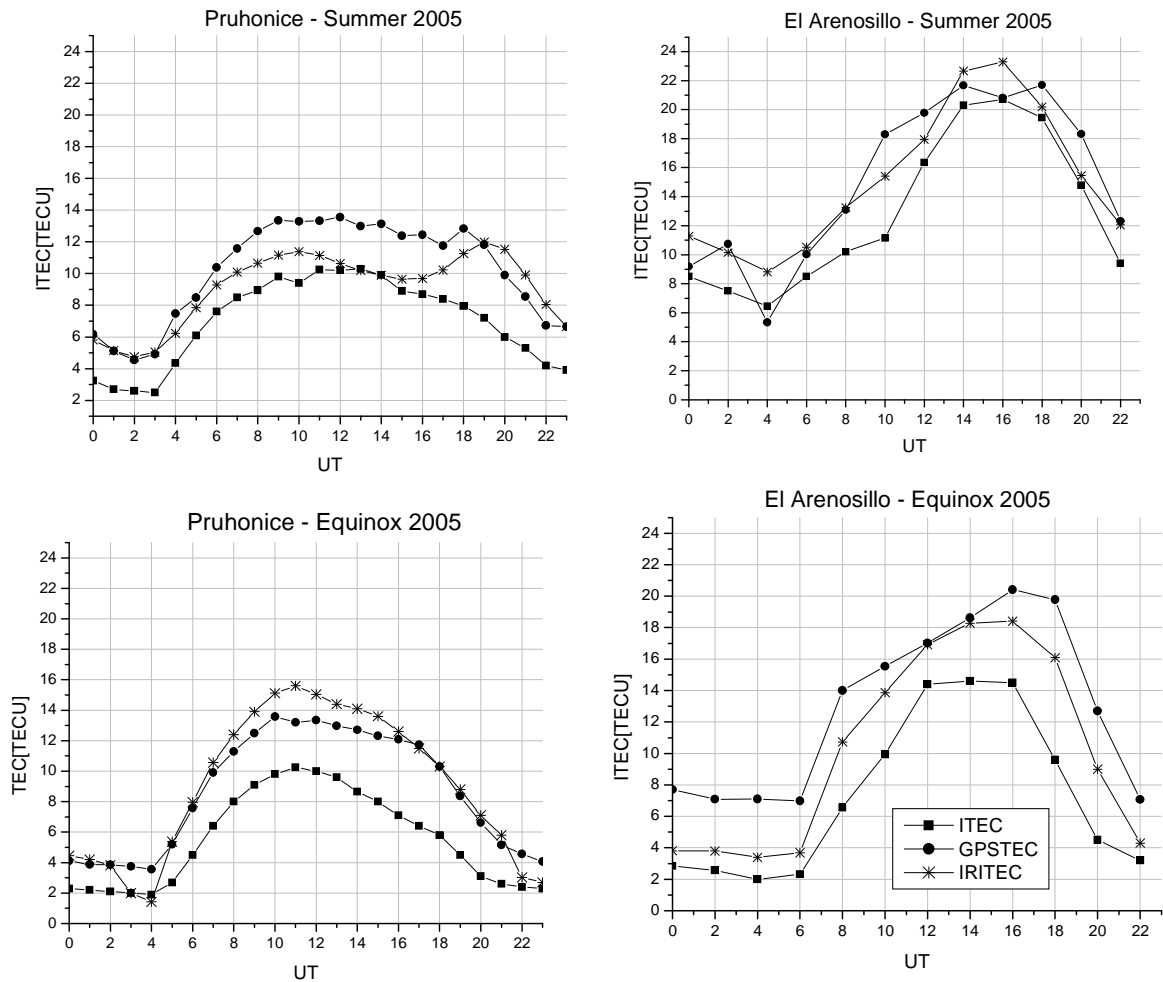 Pruhonice - Summer 2005
24
22
20
18
16
14
12
10
8
6
4
2
ITEC[TECU]
0 2 4 6 8 10 12 14 16 18 20 22
UT
El Arenosillo - Summer 2005
24
22
20
18
16
14
12
10
8
6
4
2
0
ITEC[TECU]
0 2 4 6 8 10 12 14 16 18 20 22
UT
Pruhonice - Equinox 2005
24
22
20
18
16
14
12
10
8
6
4
2
0
TEC[TECU]
0 2 4 6 8 10 12 14 16 18 20 22
UT
El Arenosillo - Equinox 2005
24
22
20
18
16
14
12
10
8
6
4
2
0
ITEC[TECU]
ITEC
GPSTEC
IRITEC
0 2 4 6 8 10 12 14 16 18 20 22
UT